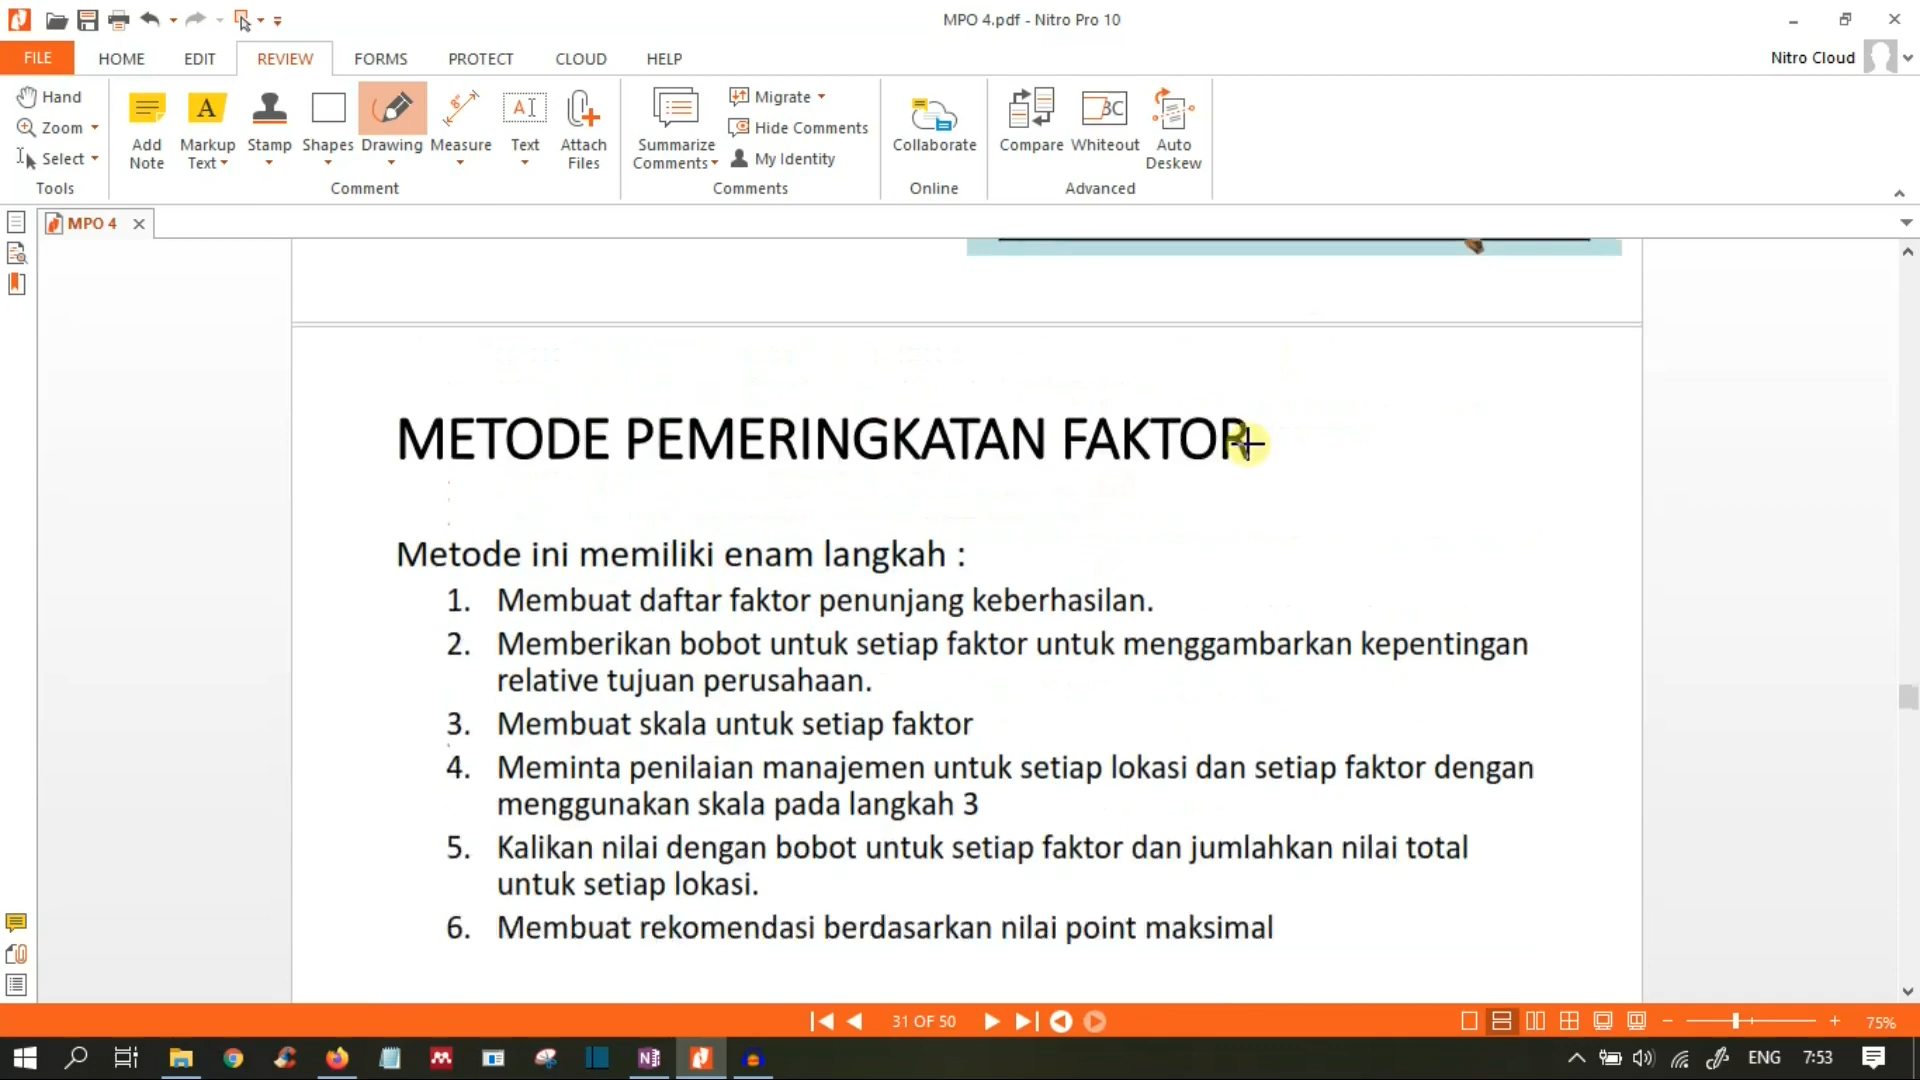 MPO 4.pdf - Nitro Pro 10
FILE HOME EDIT REVIEW FORMS PROTECT CLOUD HELP Nitro Cloud
Hand
Zoom
Select
Tools
Add Note
Markup Text
Stamp
Shapes
Drawing
Measure
Text
Attach Files
Comment
Summarize Comments
Migrate
Hide Comments
My Identity
Comments
Collaborate
Online
Compare
Whiteout
Auto Deskew
Advanced
MPO 4
METODE PEMERINGKATAN FAKTOR
Metode ini memiliki enam langkah :
1. Membuat daftar faktor penunjang keberhasilan.
2. Memberikan bobot untuk setiap faktor untuk menggambarkan kepentingan
relative tujuan perusahaan.
3. Membuat skala untuk setiap faktor
4. Meminta penilaian manajemen untuk setiap lokasi dan setiap faktor dengan
menggunakan skala pada langkah 3
5. Kalikan nilai dengan bobot untuk setiap faktor dan jumlahkan nilai total
untuk setiap lokasi.
6. Membuat rekomendasi berdasarkan nilai point maksimal
31 OF 50
75%
ENG 7:53